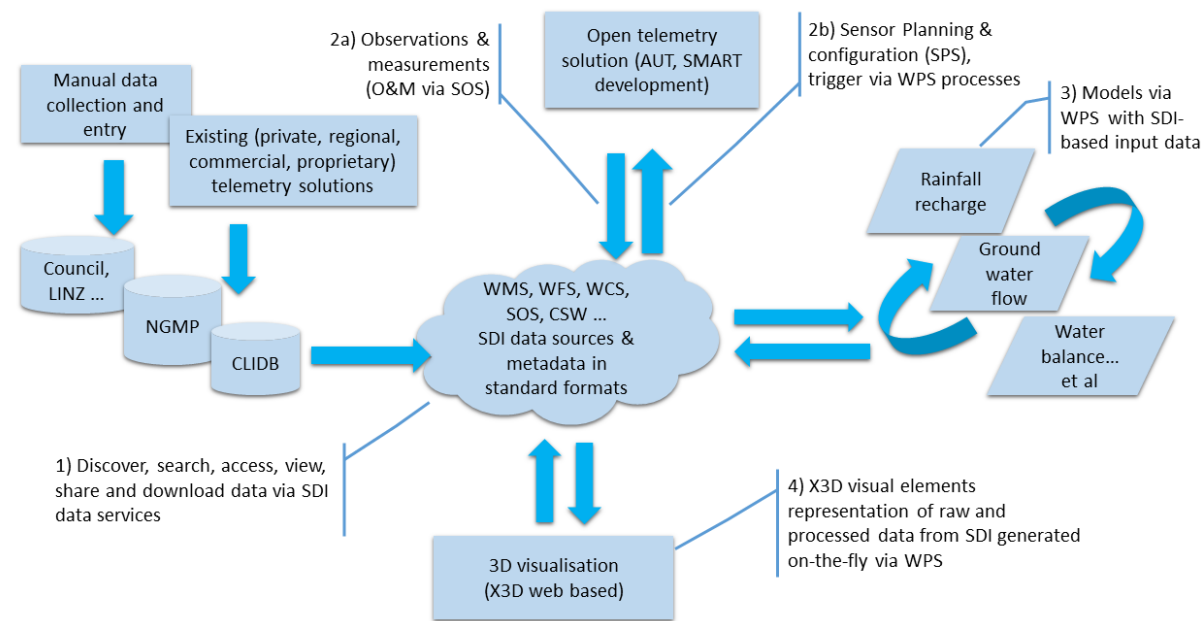 2a) Observations &
measurements
(O&M via SOS)
Open telemetry
solution (AUT, SMART
development)
2b) Sensor Planning &
configuration (SPS),
trigger via WPS processes
Manual data
collection and
entry
Existing (private, regional,
commercial, proprietary)
telemetry solutions
3) Models via
WPS with SDI-
based input data
Rainfall
recharge
Ground
water
flow
Water
balance...
et al
Council,
LINZ ...
NGMP
CLIDB
WMS, WFS, WCS,
SOS, CSW ...
SDI data sources &
metadata in
standard formats
1) Discover, search, access, view,
share and download data via SDI
data services
3D visualisation
(X3D web based)
4) X3D visual elements
representation of raw and
processed data from SDI generated
on-the-fly via WPS